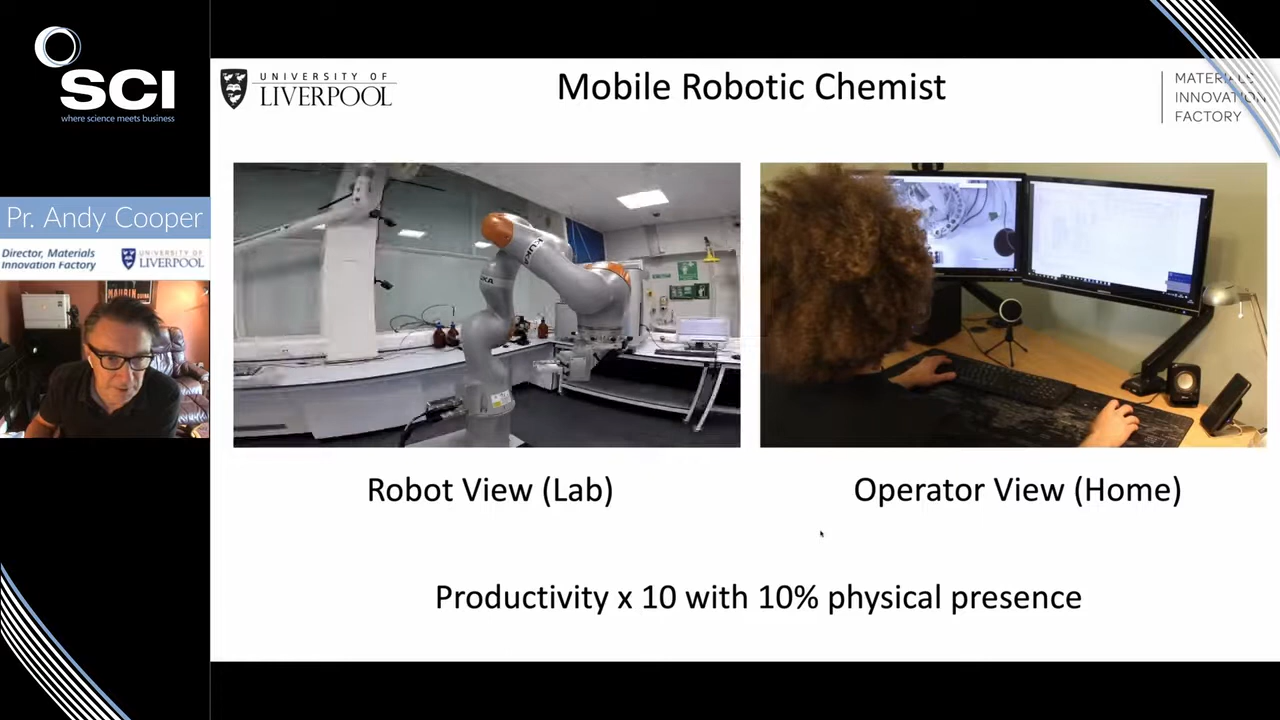 SCI
where science meets business
Pr. Andy Cooper
Director, Materials
Innovation Factory
UNIVERSITY OF
LIVERPOOL
UNIVERSITY OF
LIVERPOOL
Mobile Robotic Chemist
MATERIALS
INNOVATION
FACTORY
KUKA
Robot View (Lab)
Operator View (Home)
Productivity x 10 with 10% physical presence